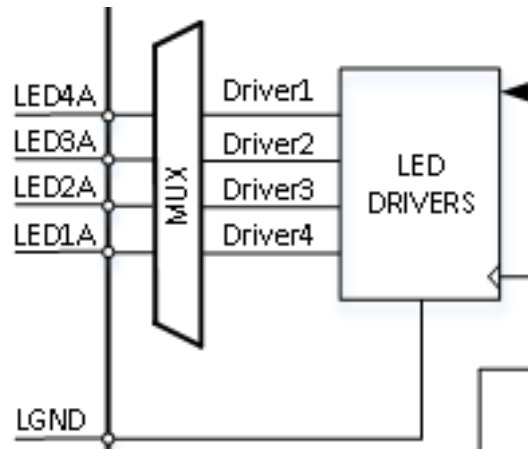 LED4A
Driver1
LED3A
Driver2
LED2A
Driver3
LED1A
Driver4
MUX
LED
DRIVERS
LGND